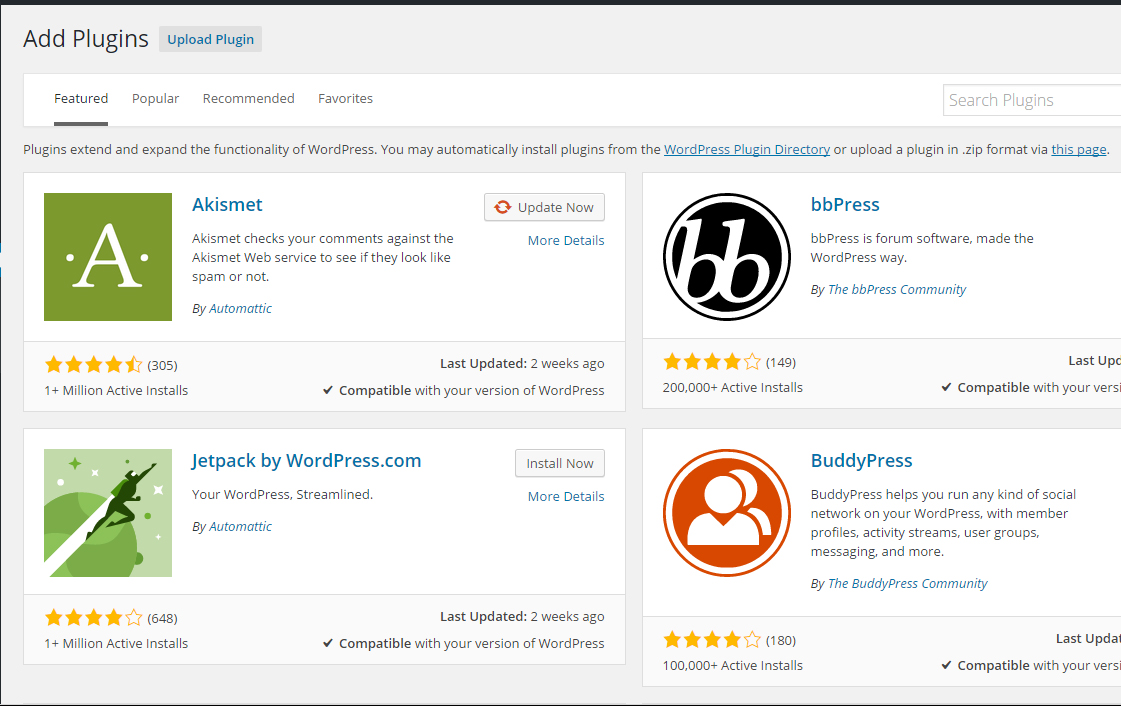 Add Plugins Upload Plugin
Featured Popular Recommended Favorites Search Plugins
Plugins extend and expand the functionality of WordPress. You may automatically install plugins from the WordPress Plugin Directory or upload a plugin in .zip format via this page.
A
Akismet
Update Now
More Details
Akismet checks your comments against the
Akismet Web service to see if they look like
spam or not.
By Automattic
(305)
Last Updated: 2 weeks ago
1+ Million Active Installs
Compatible with your version of WordPress
bb
bbPress
bbPress is forum software, made the
WordPress way.
By The bbPress Community
(149)
Last Upd
200,000+ Active Installs
Compatible with your versi
Jetpack by WordPress.com
Install Now
More Details
Your WordPress, Streamlined.
By Automattic
(648)
Last Updated: 2 weeks ago
1+ Million Active Installs
Compatible with your version of WordPress
BuddyPress
BuddyPress helps you run any kind of social
network on your WordPress, with member
profiles, activity streams, user groups,
messaging, and more.
By The BuddyPress Community
(180)
Last Updat
100,000+ Active Installs
Compatible with your versi